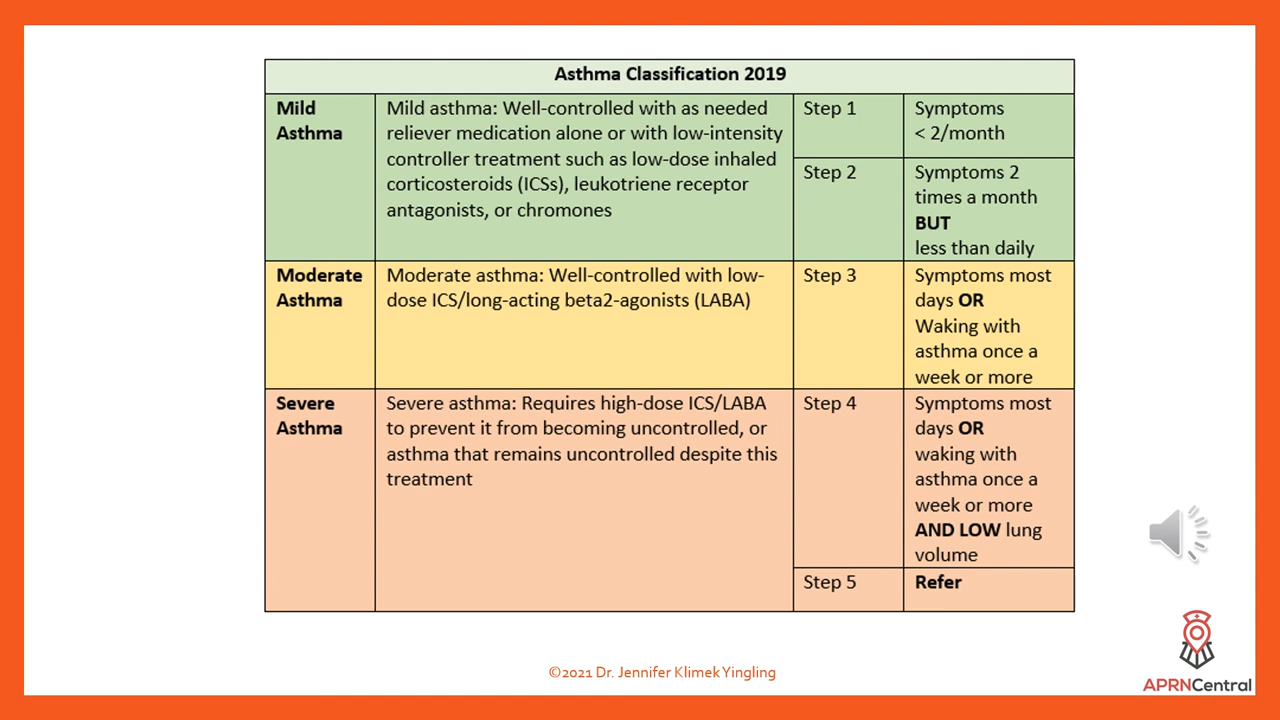 Asthma Classification 2019
Mild
Asthma
Mild asthma: Well-controlled with as needed
reliever medication alone or with low-intensity
controller treatment such as low-dose inhaled
corticosteroids (ICSs), leukotriene receptor
antagonists, or chromones
Step 1
Symptoms
< 2/month
Step 2
Symptoms 2
times a month
BUT
less than daily
Moderate
Asthma
Moderate asthma: Well-controlled with low-
dose ICS/long-acting beta2-agonists (LABA)
Step 3
Symptoms most
days OR
Waking with
asthma once a
week or more
Severe
Asthma
Severe asthma: Requires high-dose ICS/LABA
to prevent it from becoming uncontrolled, or
asthma that remains uncontrolled despite this
treatment
Step 4
Symptoms most
days OR
waking with
asthma once a
week or more
AND LOW lung
volume
Step 5
Refer
©2021 Dr. Jennifer Klimek Yingling
APRNCentral